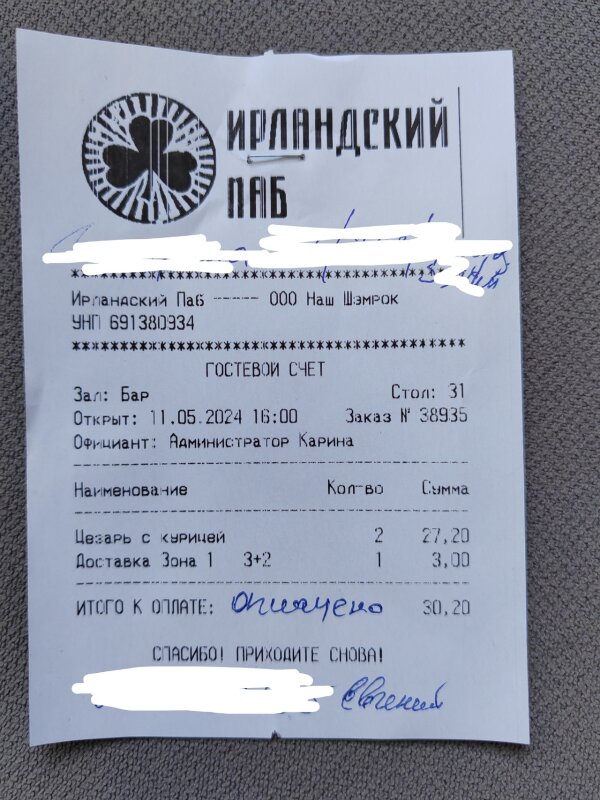 ИРЛАНДСКИЙ
ПАБ
Ирландский Паб ------ ООО Наш Шэмрок
УНП 691380934
ГОСТЕВОЙ СЧЕТ
Зал: Бар Стол: 31
Открыт: 11.05.2024 16:00 Заказ № 38935
Официант: Администратор Карина
Наименование Кол-во Сумма
Цезарь с курицей 2 27,20
Доставка Зона 1 3+2 1 3,00
ИТОГО К ОПЛАТЕ: Оплачено 30,20
СПАСИБО! ПРИХОДИТЕ СНОВА!
Евгений